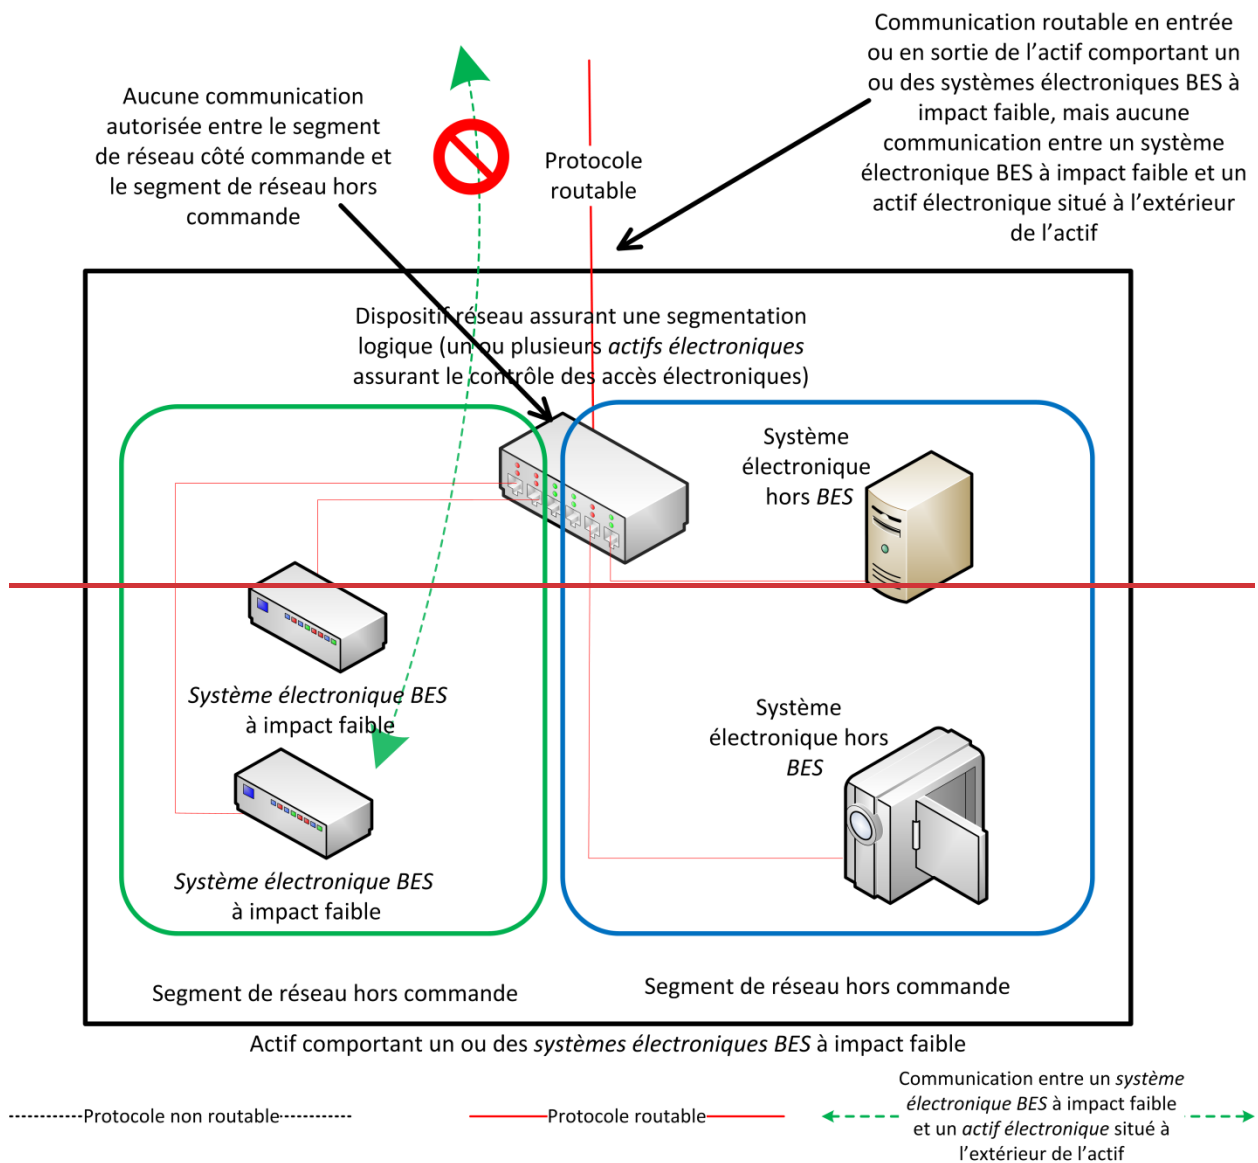 Communication routable en entrée
ou en sortie de l’actif comportant un
ou des systèmes électroniques BES à
impact faible, mais aucune
communication entre un système
électronique BES à impact faible et un
actif électronique situé à l’extérieur
de l’actif
Aucune communication
autorisée entre le segment
de réseau côté commande et
le segment de réseau hors
commande
Protocole
routable
Dispositif réseau assurant une segmentation
logique (un ou plusieurs actifs électroniques
assurant le contrôle des accès électroniques)
Système
électronique
hors BES
Système électronique BES
à impact faible
Système
électronique hors
BES
Système électronique BES
à impact faible
Segment de réseau hors commande
Segment de réseau hors commande
Actif comportant un ou des systèmes électroniques BES à impact faible
Protocole non routable
Protocole routable
Communication entre un système
électronique BES à impact faible
et un actif électronique situé à
l’extérieur de l’actif